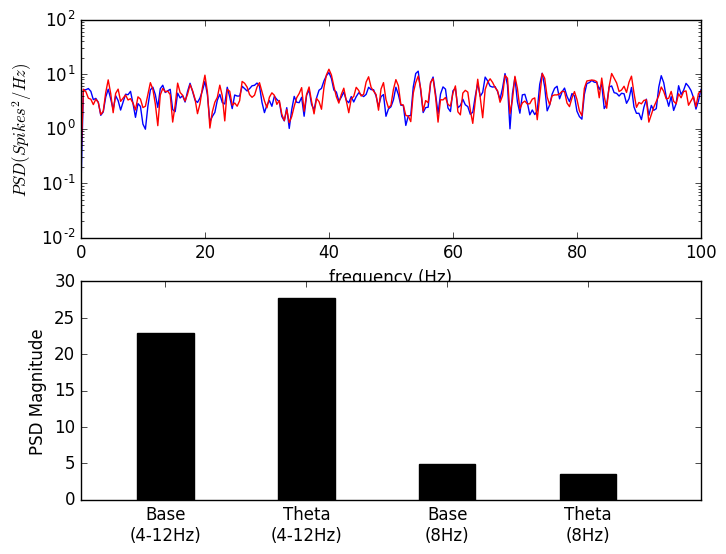 10^2
10^1
10^0
10^-1
10^-2
PSD(Spikes^2/Hz)
0 20 40 60 80 100
frequency (Hz)
30
25
20
15
10
5
0
PSD Magnitude
Base Theta Base Theta
(4-12Hz) (4-12Hz) (8Hz) (8Hz)